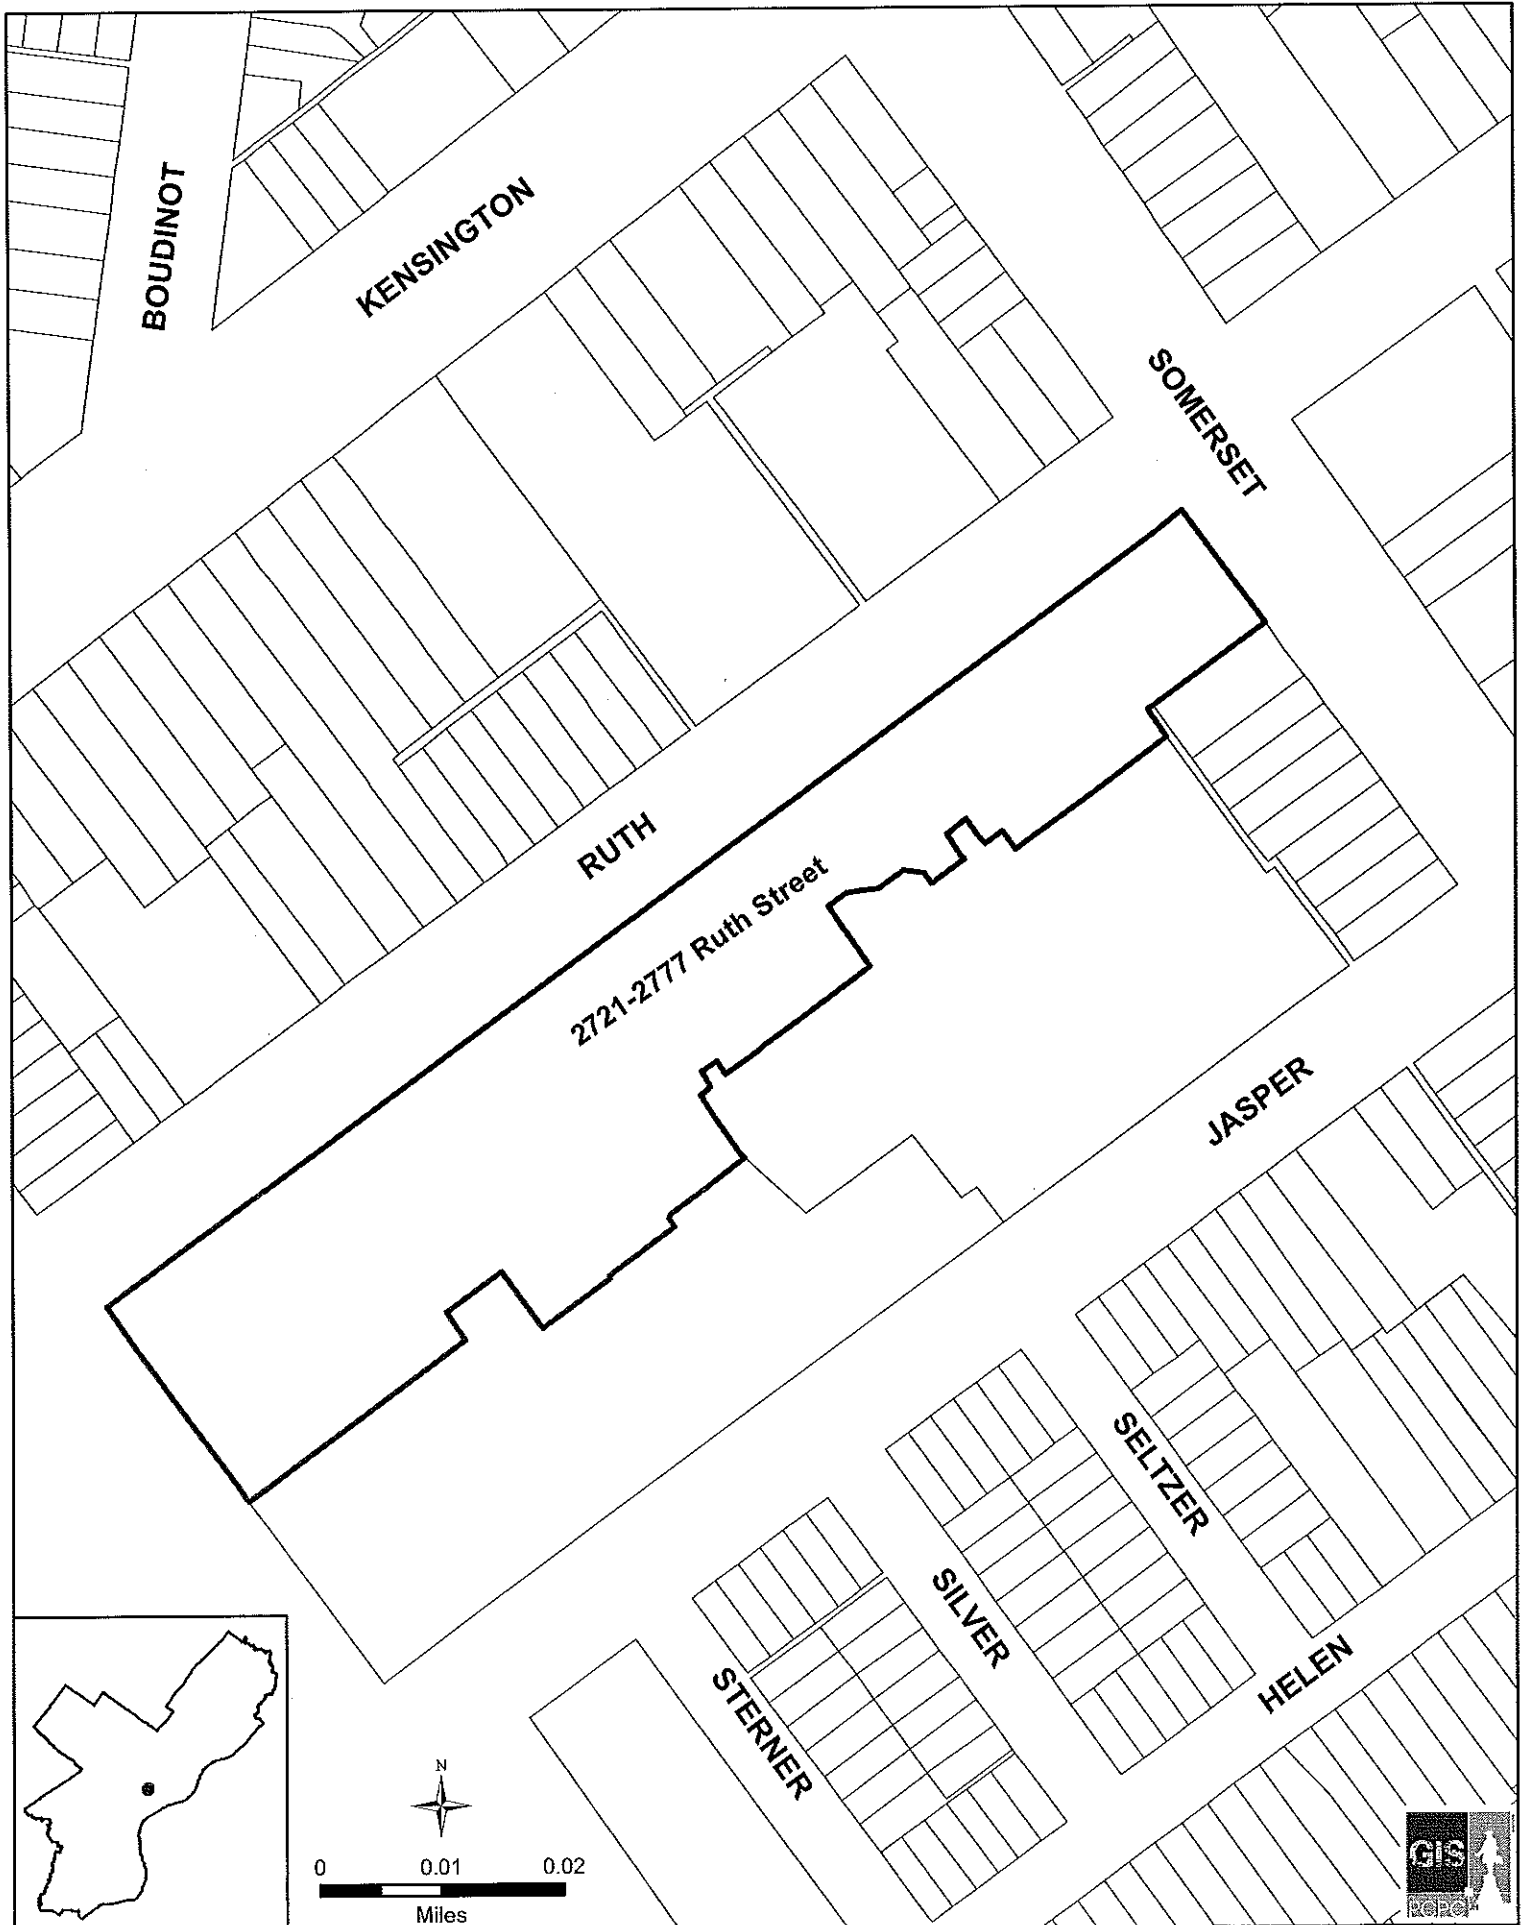 BOUDINOT
KENSINGTON
SOMERSET
RUTH
2721-2777 Ruth Street
JASPER
SELTZER
SILVER
STERNER
HELEN
N
0 0.01 0.02
Miles
GIS
PCPC